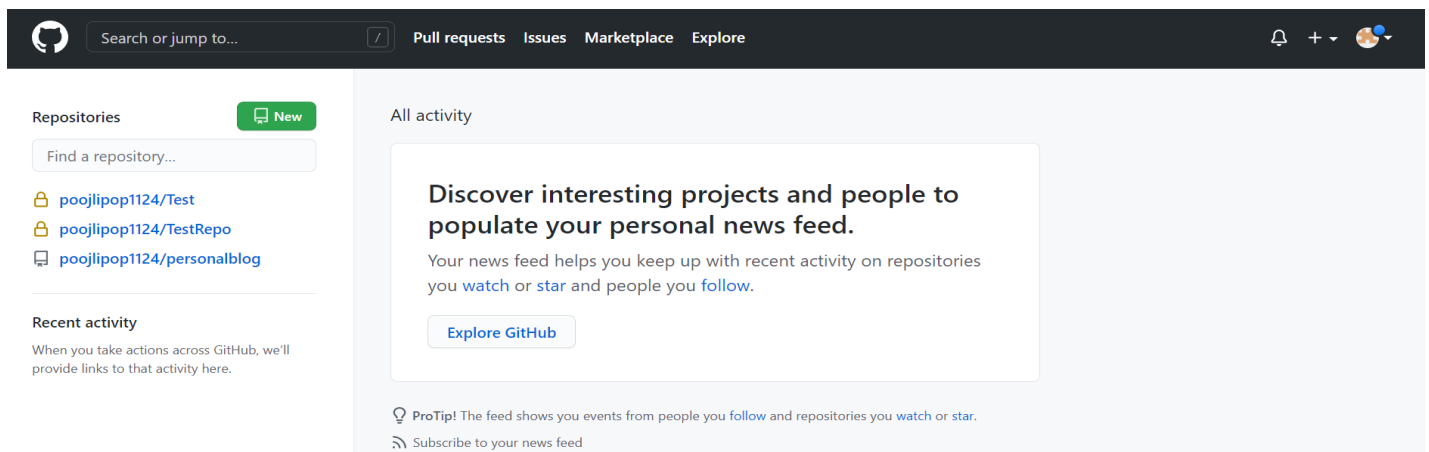 Search or jump to... /
Pull requests Issues Marketplace Explore
Repositories
New
Find a repository...
poojlipop1124/Test
poojlipop1124/TestRepo
poojlipop1124/personalblog
Recent activity
When you take actions across GitHub, we'll
provide links to that activity here.
All activity
Discover interesting projects and people to
populate your personal news feed.
Your news feed helps you keep up with recent activity on repositories
you watch or star and people you follow.
Explore GitHub
ProTip! The feed shows you events from people you follow and repositories you watch or star.
Subscribe to your news feed